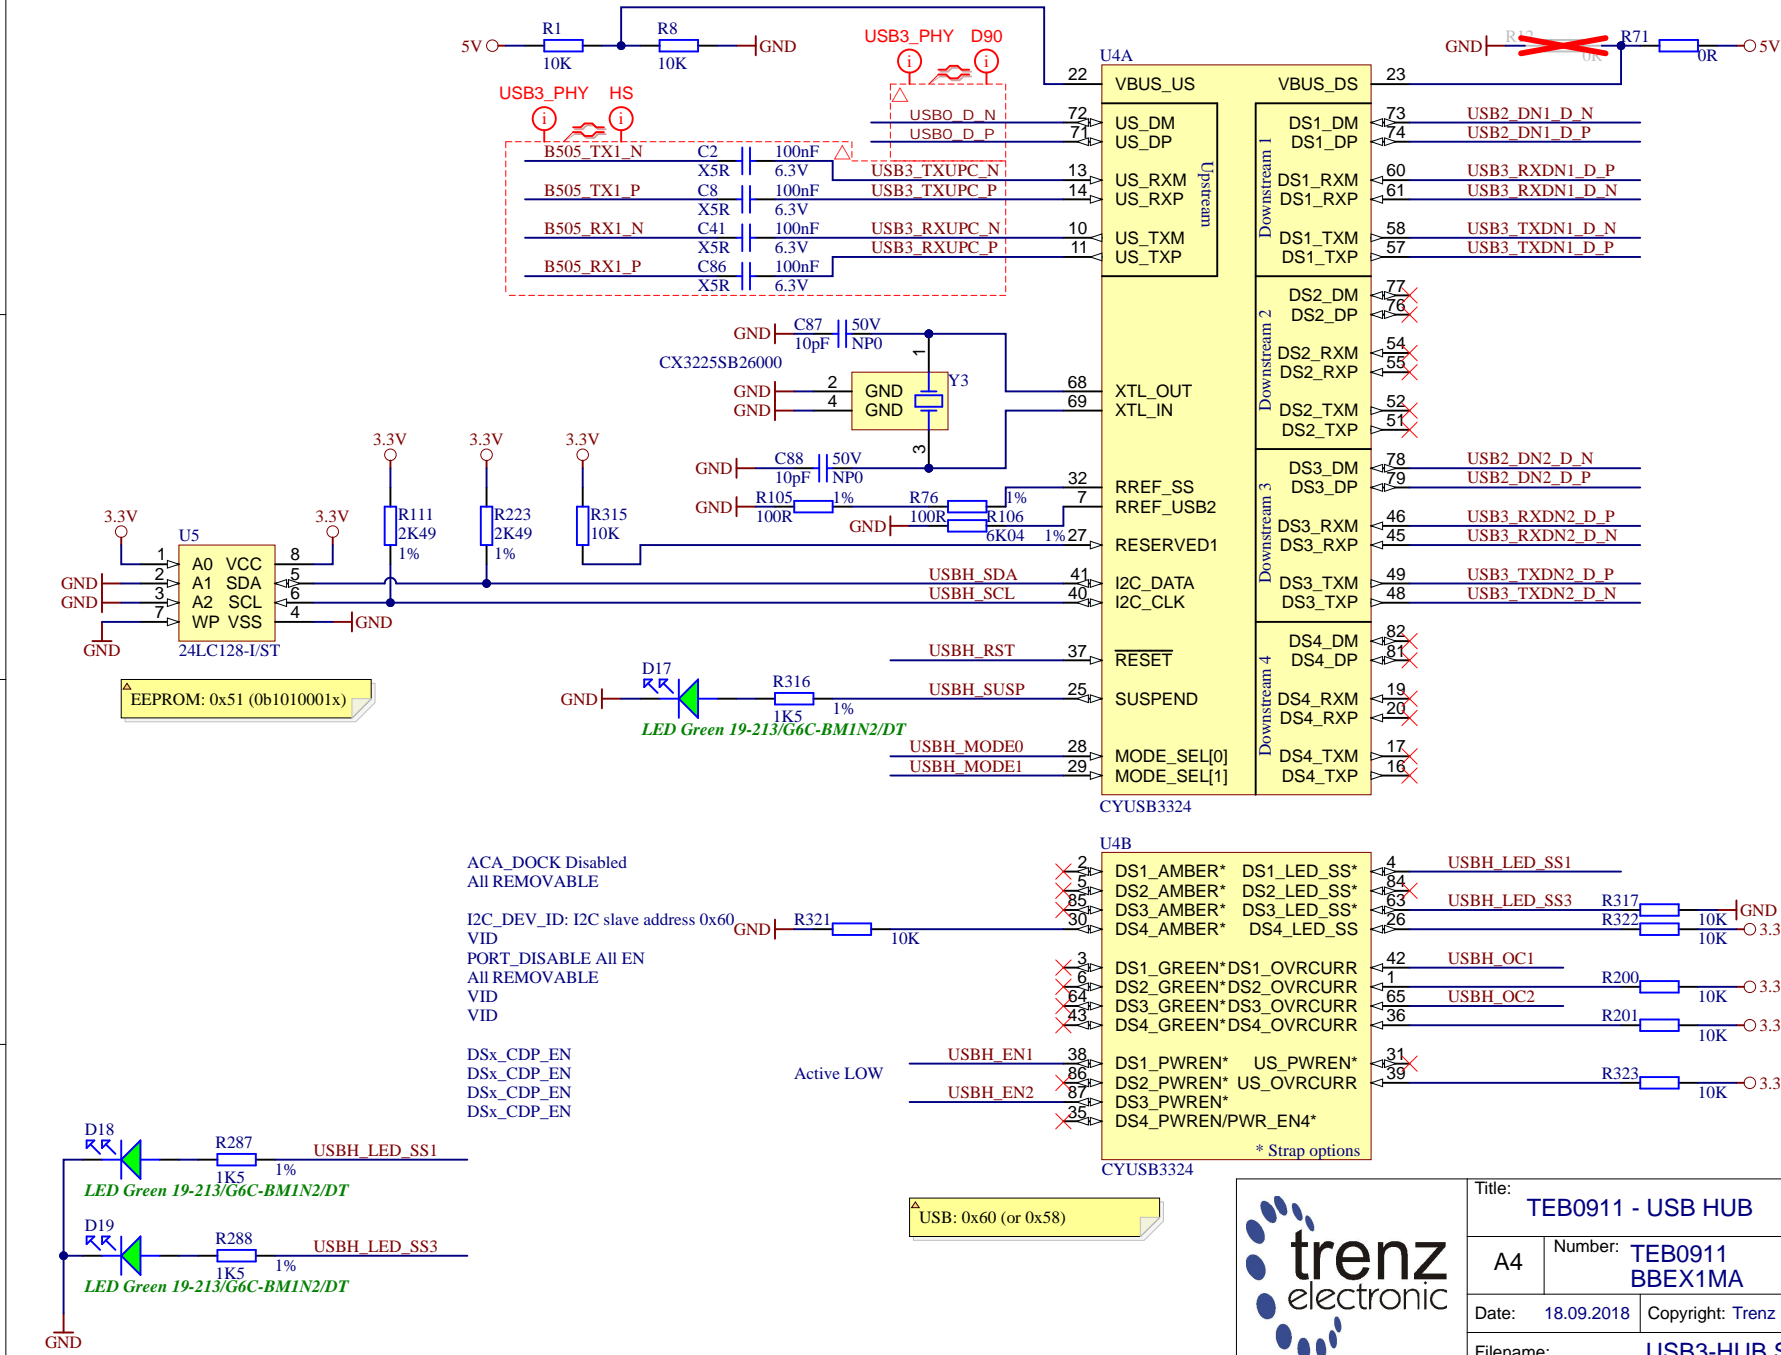 5V
R1
10K
R8
10K
GND
USB3_PHY
D90
i
i
USB3_PHY
HS
i
i
GND
R71
0R
0R
5V
U4A
22
VBUS_US
VBUS_DS
23
USB0_D_N
72
US_DM
USB0_D_P
71
US_DP
DS1_DM
73
USB2_DN1_D_N
DS1_DP
74
USB2_DN1_D_P
B505_TX1_N
C2
100nF
X5R
6.3V
USB3_TXUPC_N
13
US_RXM
B505_TX1_P
C8
100nF
X5R
6.3V
USB3_TXUPC_P
14
US_RXP
B505_RX1_N
C41
100nF
X5R
6.3V
USB3_RXUPC_N
10
US_TXM
B505_RX1_P
C86
100nF
X5R
6.3V
USB3_RXUPC_P
11
US_TXP
Upstream
Downstream 1
DS1_RXM
60
USB3_RXDN1_D_P
DS1_RXP
61
USB3_RXDN1_D_N
DS1_TXM
58
USB3_TXDN1_D_N
DS1_TXP
57
USB3_TXDN1_D_P
Downstream 2
DS2_DM
77
DS2_DP
76
DS2_RXM
54
DS2_RXP
55
DS2_TXM
52
DS2_TXP
51
GND
C87
50V
10pF
NP0
CX3225SB26000
1
GND
2
GND
Y3
GND
4
GND
3
GND
C88
50V
10pF
NP0
68
XTL_OUT
69
XTL_IN
GND
R105
1%
100R
R76
1%
100R
32
RREF_SS
GND
R106
6K04
1%
7
RREF_USB2
27
RESERVED1
Downstream 3
DS3_DM
78
USB2_DN2_D_N
DS3_DP
79
USB2_DN2_D_P
DS3_RXM
46
USB3_RXDN2_D_P
DS3_RXP
45
USB3_RXDN2_D_N
DS3_TXM
49
USB3_TXDN2_D_P
DS3_TXP
48
USB3_TXDN2_D_N
3.3V
3.3V
3.3V
R111
2K49
1%
R223
2K49
1%
R315
10K
3.3V
3.3V
U5
1
A0
VCC
8
GND
2
A1
SDA
5
GND
3
A2
SCL
6
7
WP
VSS
4
GND
GND
24LC128-I/ST
USBH_SDA
41
I2C_DATA
USBH_SCL
40
I2C_CLK
EEPROM: 0x51 (0b1010001x)
USBH_RST
37
RESET
GND
D17
R316
1K5
1%
USBH_SUSP
25
SUSPEND
LED Green 19-213/G6C-BM1N2/DT
USBH_MODE0
28
MODE_SEL[0]
USBH_MODE1
29
MODE_SEL[1]
Downstream 4
DS4_DM
82
DS4_DP
81
DS4_RXM
19
DS4_RXP
20
DS4_TXM
17
DS4_TXP
16
CYUSB3324
U4B
ACA_DOCK Disabled
All REMOVABLE
I2C_DEV_ID: I2C slave address 0x60
VID
PORT_DISABLE All EN
All REMOVABLE
VID
VID
DSx_CDP_EN
DSx_CDP_EN
DSx_CDP_EN
DSx_CDP_EN
Active LOW
GND
R321
10K
2
DS1_AMBER*
DS1_LED_SS*
4
USBH_LED_SS1
5
DS2_AMBER*
DS2_LED_SS*
84
85
DS3_AMBER*
DS3_LED_SS*
63
USBH_LED_SS3
R317
10K
GND
30
DS4_AMBER*
DS4_LED_SS
26
R322
10K
3.3
3
DS1_GREEN*
DS1_OVRCURR
42
USBH_OC1
6
DS2_GREEN*
DS2_OVRCURR
1
R200
10K
3.3
64
DS3_GREEN*
DS3_OVRCURR
65
USBH_OC2
43
DS4_GREEN*
DS4_OVRCURR
36
R201
10K
3.3
USBH_EN1
38
DS1_PWREN*
US_PWREN*
31
86
DS2_PWREN*
US_OVRCURR
39
R323
10K
3.3
USBH_EN2
87
DS3_PWREN*
35
DS4_PWREN/PWR_EN4*
* Strap options
CYUSB3324
D18
R287
1K5
1%
USBH_LED_SS1
LED Green 19-213/G6C-BM1N2/DT
D19
R288
1K5
1%
USBH_LED_SS3
LED Green 19-213/G6C-BM1N2/DT
GND
USB: 0x60 (or 0x58)
trenz
electronic
Title:
TEB0911 - USB HUB
A4
Number:
TEB0911
BBEX1MA
Date:
18.09.2018
Copyright: Trenz
Filename:
USB3-HUB.S